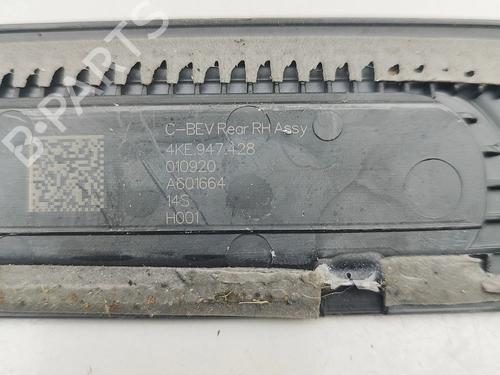 B-PARTS
C-BEV Rear RH Assy
4KE.947.428
010920
A601664
14S
H001